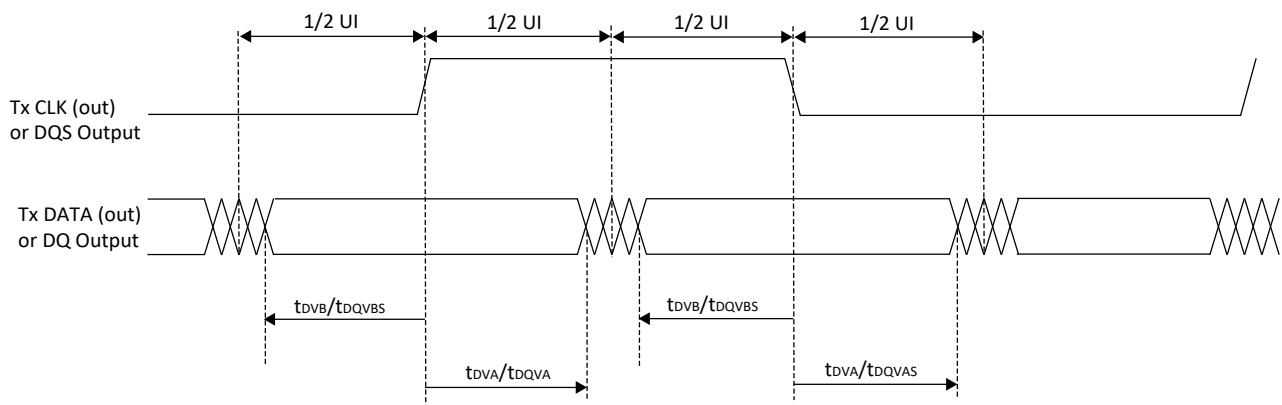 1/2 UI
1/2 UI
1/2 UI
1/2 UI
Tx CLK (out)
or DQS Output
Tx DATA (out)
or DQ Output
tDVB/tDQVBS
tDVB/tDQVBS
tDVA/tDQVA
tDVA/tDQVAS